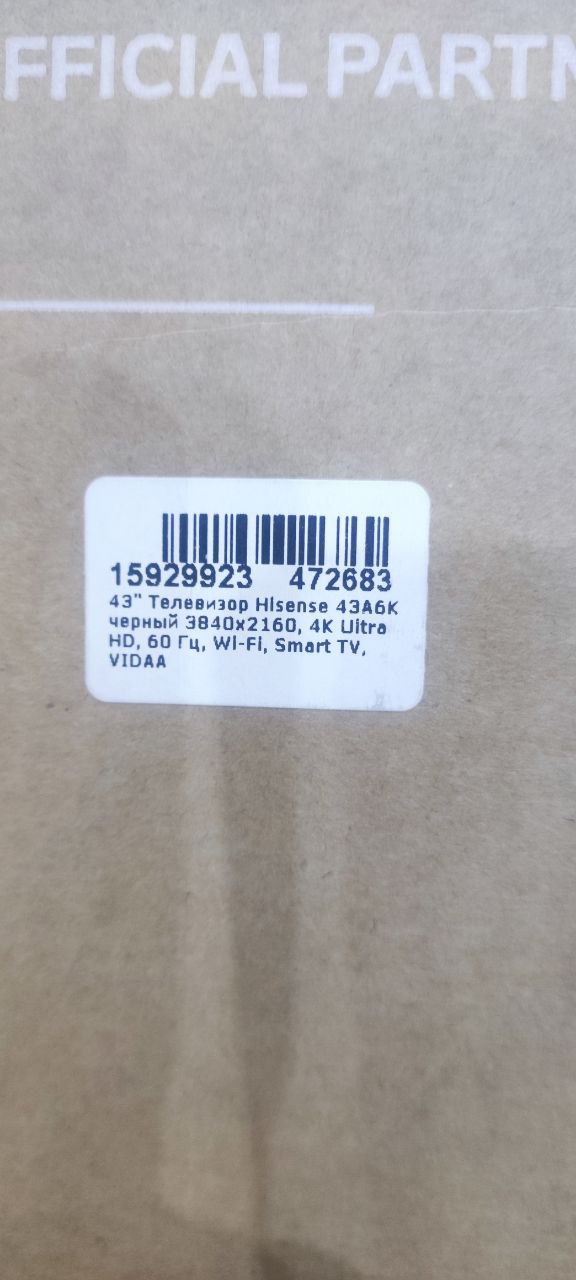 FFICIAL PARTN
15929923 472683
43" Телевизор Hisense 43A6K
черный 3840x2160, 4K Ultra
HD, 60 Гц, Wi-Fi, Smart TV,
VIDAA